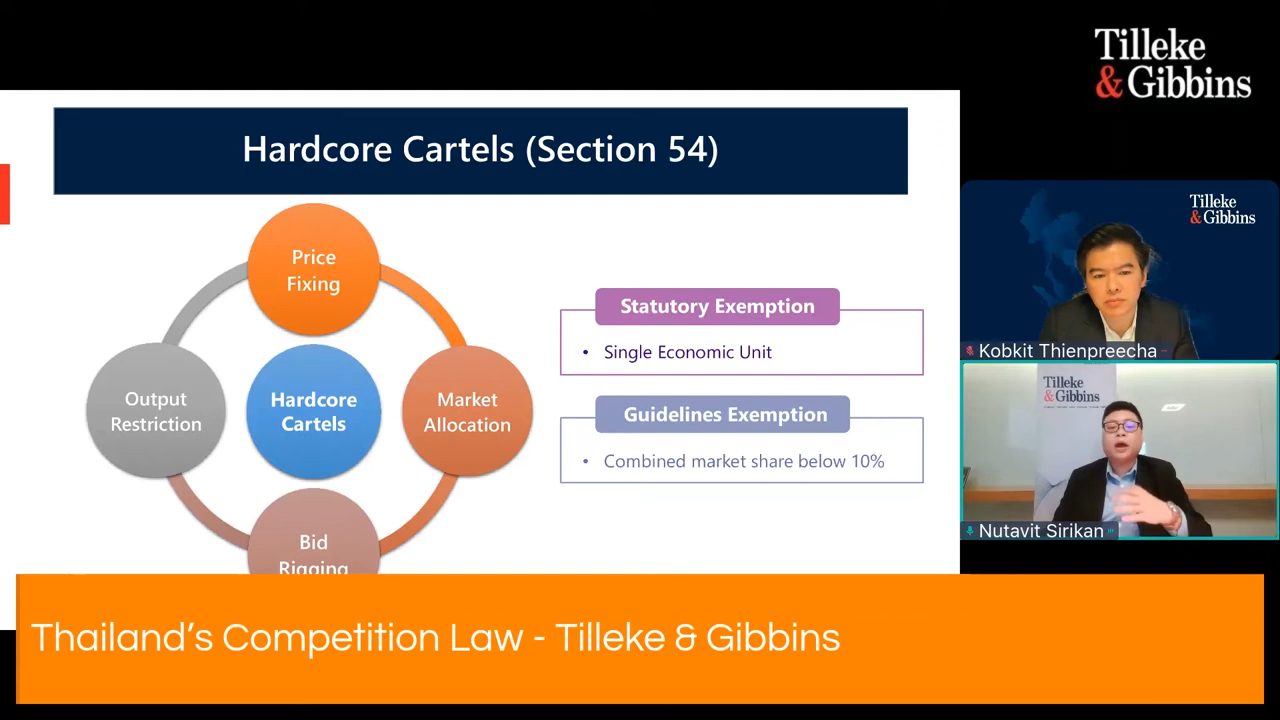 Tilleke
& Gibbins
Hardcore Cartels (Section 54)
Price
Fixing
Output
Restriction
Hardcore
Cartels
Market
Allocation
Bid
Rigging
Statutory Exemption
• Single Economic Unit
Guidelines Exemption
• Combined market share below 10%
Tilleke
& Gibbins
Kobkit Thienpreecha
Tilleke
& Gibbins
Nutavit Sirikan
Thailand's Competition Law - Tilleke & Gibbins